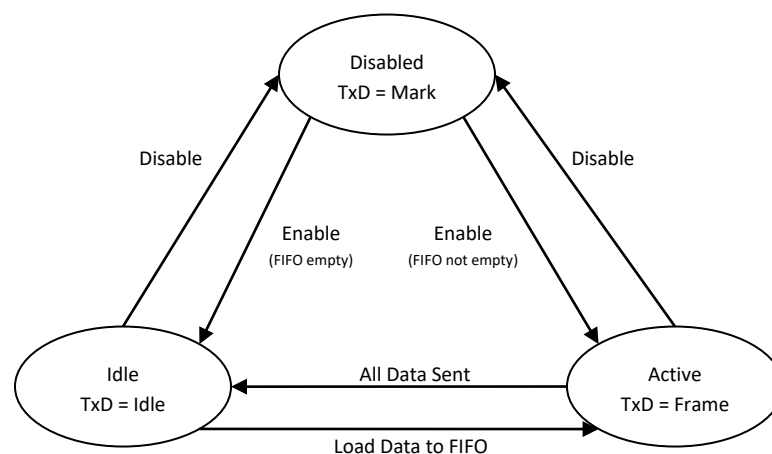 Disabled
TxD = Mark
Disable
Disable
Enable
(FIFO empty)
Enable
(FIFO not empty)
Idle
TxD = Idle
All Data Sent
Active
TxD = Frame
Load Data to FIFO